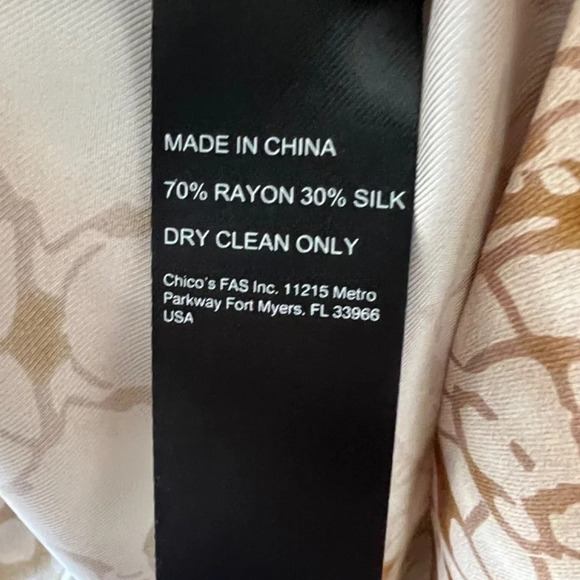 MADE IN CHINA
70% RAYON 30% SILK
DRY CLEAN ONLY
Chico's FAS Inc. 11215 Metro
Parkway Fort Myers, FL 33966
USA